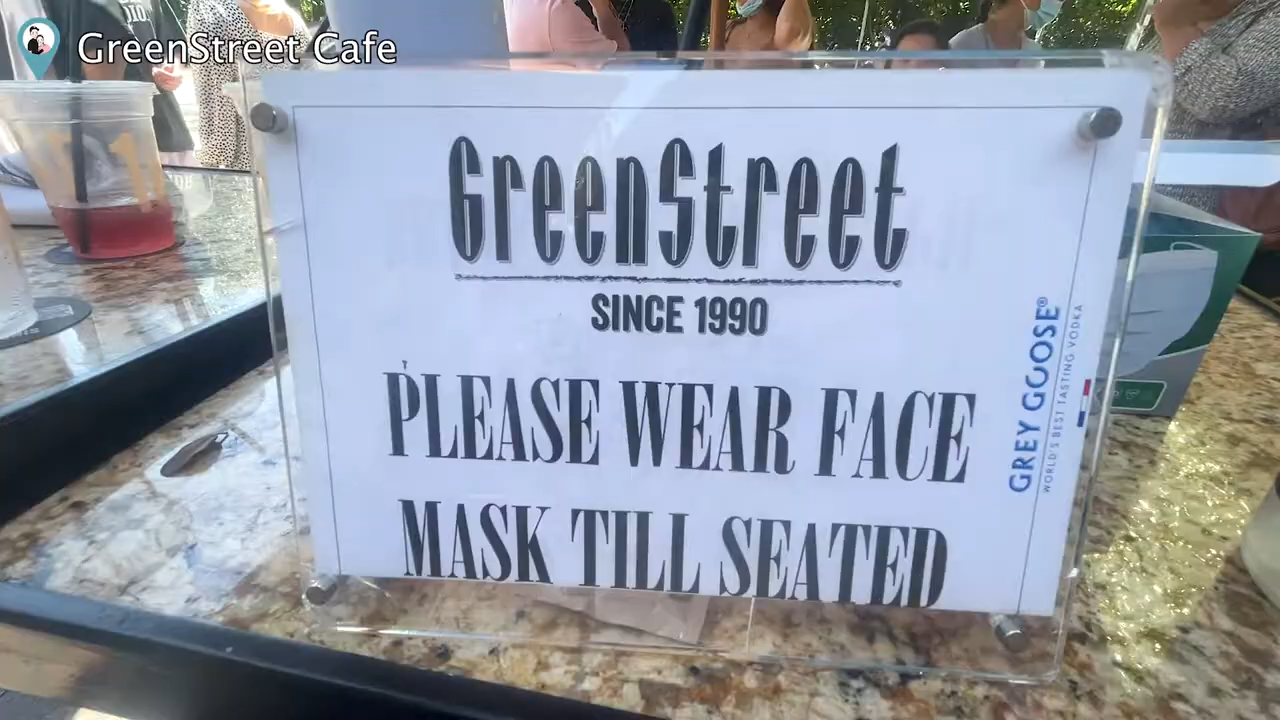 GreenStreet Cafe
GreenStreet
SINCE 1990
PLEASE WEAR FACE
MASK TILL SEATED
GREY GOOSE®
WORLD'S BEST TASTING VODKA